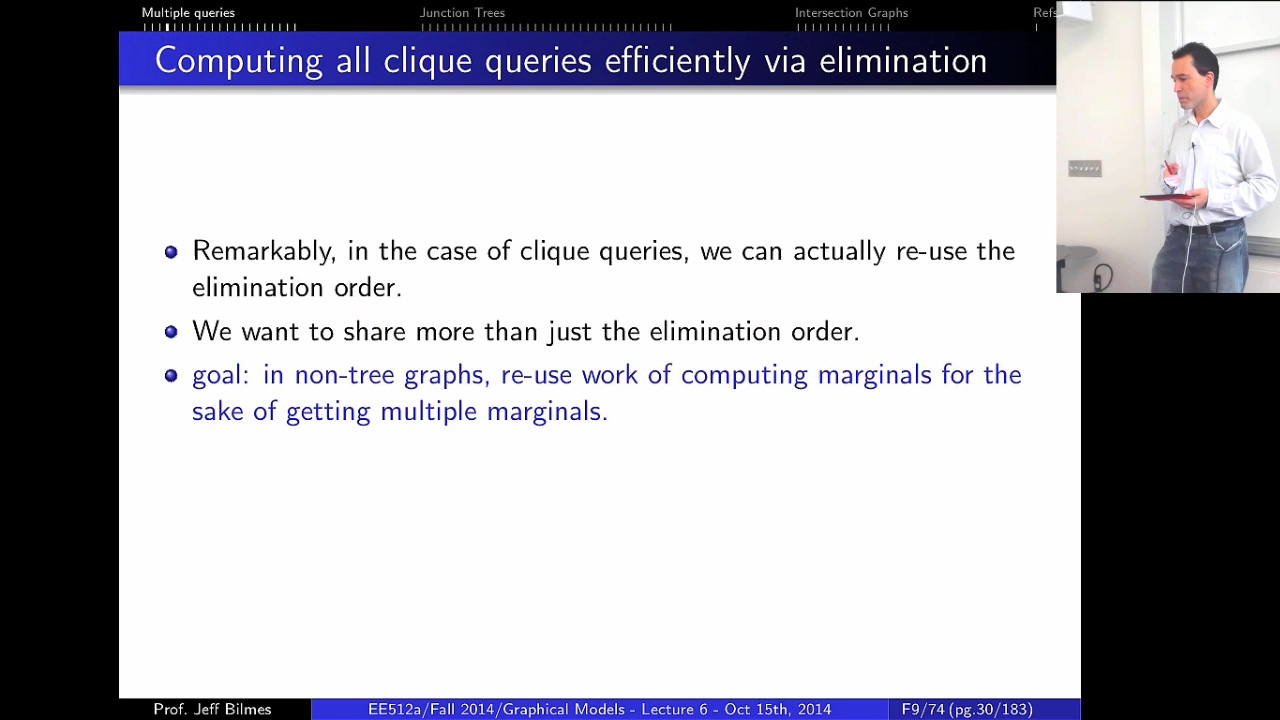 Multiple queries Junction Trees Intersection Graphs Refs
Computing all clique queries efficiently via elimination
Remarkably, in the case of clique queries, we can actually re-use the
elimination order.
We want to share more than just the elimination order.
goal: in non-tree graphs, re-use work of computing marginals for the
sake of getting multiple marginals.
Prof. Jeff Bilmes EE512a/Fall 2014/Graphical Models - Lecture 6 - Oct 15th, 2014 F9/74 (pg.30/183)